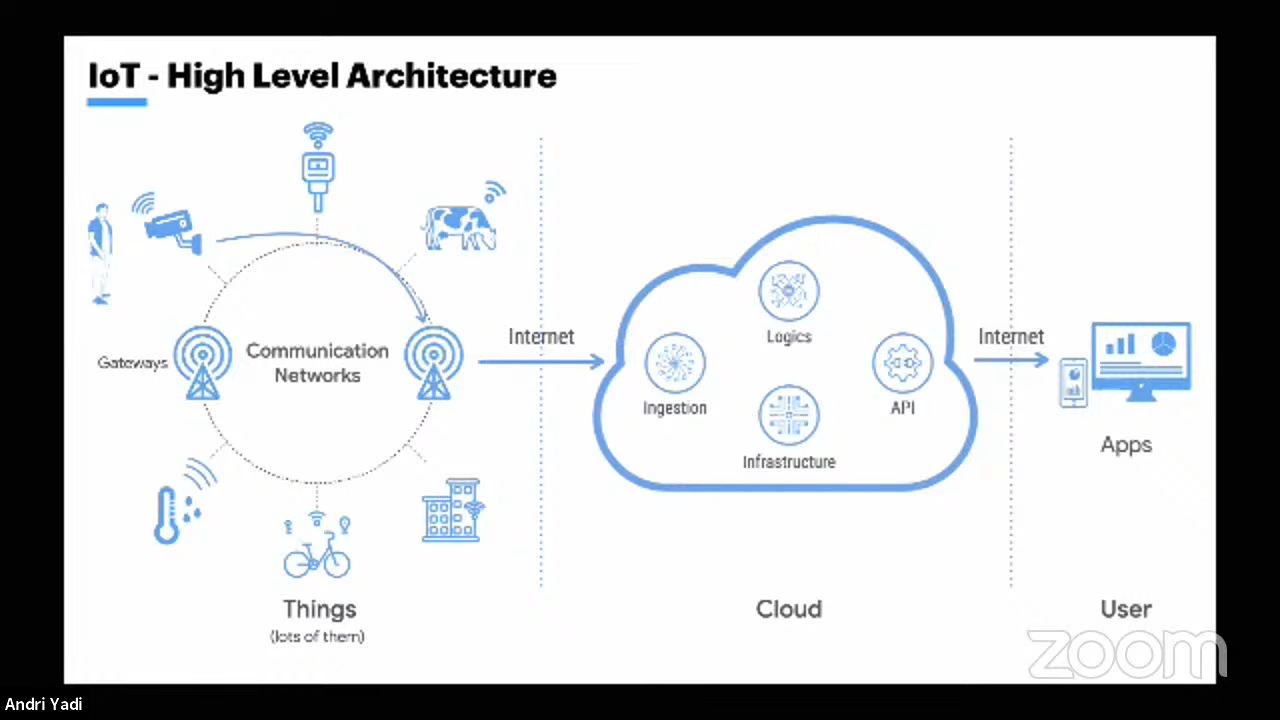 IoT - High Level Architecture
Gateways
Communication
Networks
Things
(lots of them)
Internet
Logics
Ingestion
API
Infrastructure
Cloud
Internet
Apps
User
zoom
Andri Yadi